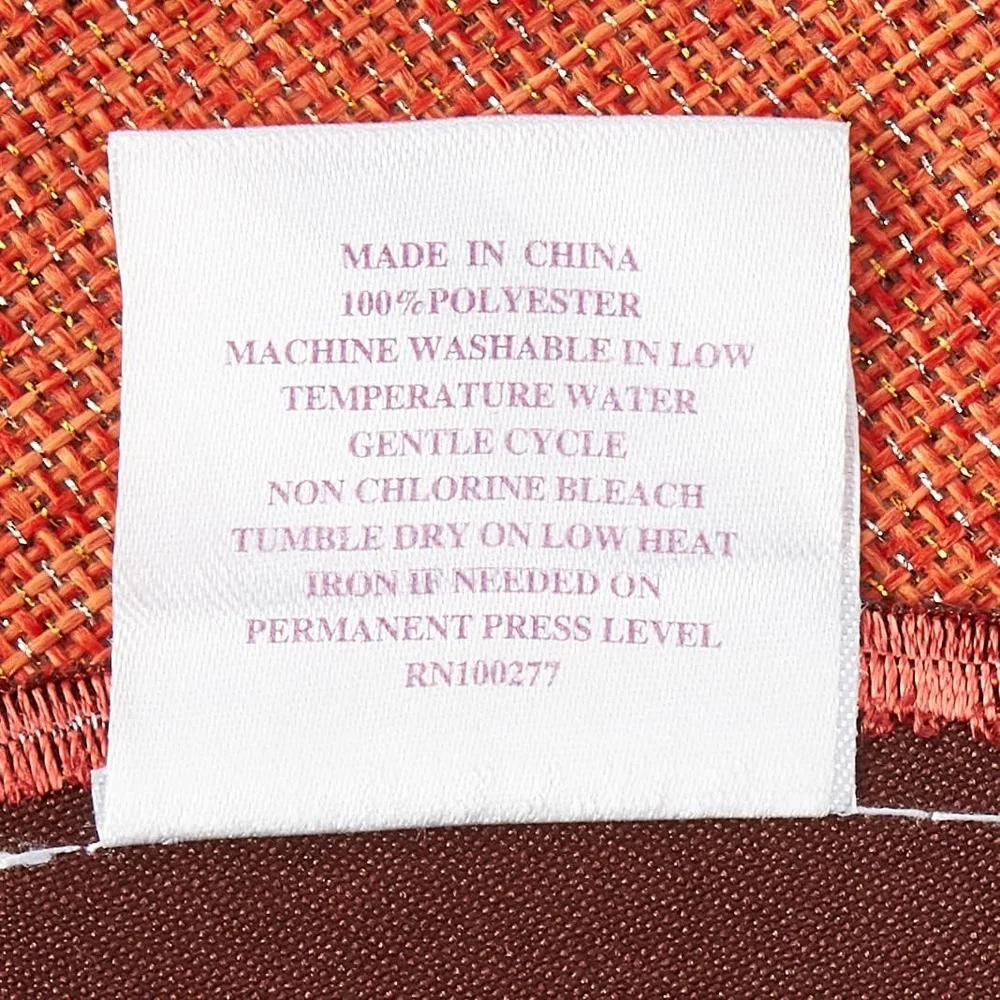 MADE IN CHINA
100%POLYESTER
MACHINE WASHABLE IN LOW
TEMPERATURE WATER
GENTLE CYCLE
NON CHLORINE BLEACH
TUMBLE DRY ON LOW HEAT
IRON IF NEEDED ON
PERMANENT PRESS LEVEL
RN100277